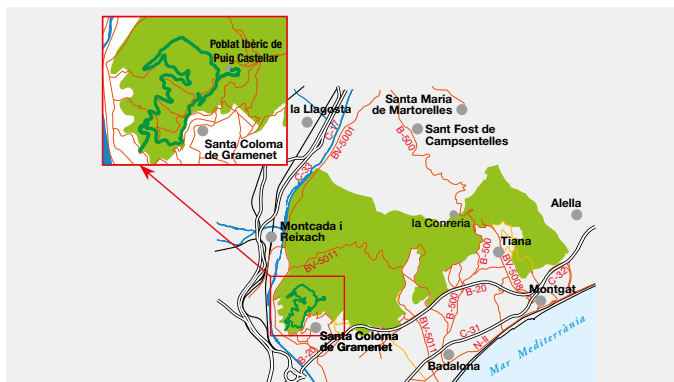 Poblat Ibèric de
Puig Castellar
Santa Coloma
de Gramenet
la Llagosta
Santa Maria
de Martorelles
Sant Fost de
Campsentelles
C-17
BV-5001
B-500
C-33
Alella
la Conreria
Montcada i
Reixach
Tiana
B-500
BV-5011
BV-5008
C-32
B-20
Montgat
B-500
Santa Coloma
de Gramenet
BV-5011
C-31
N-II
B-20
Badalona
Mar Mediterrània